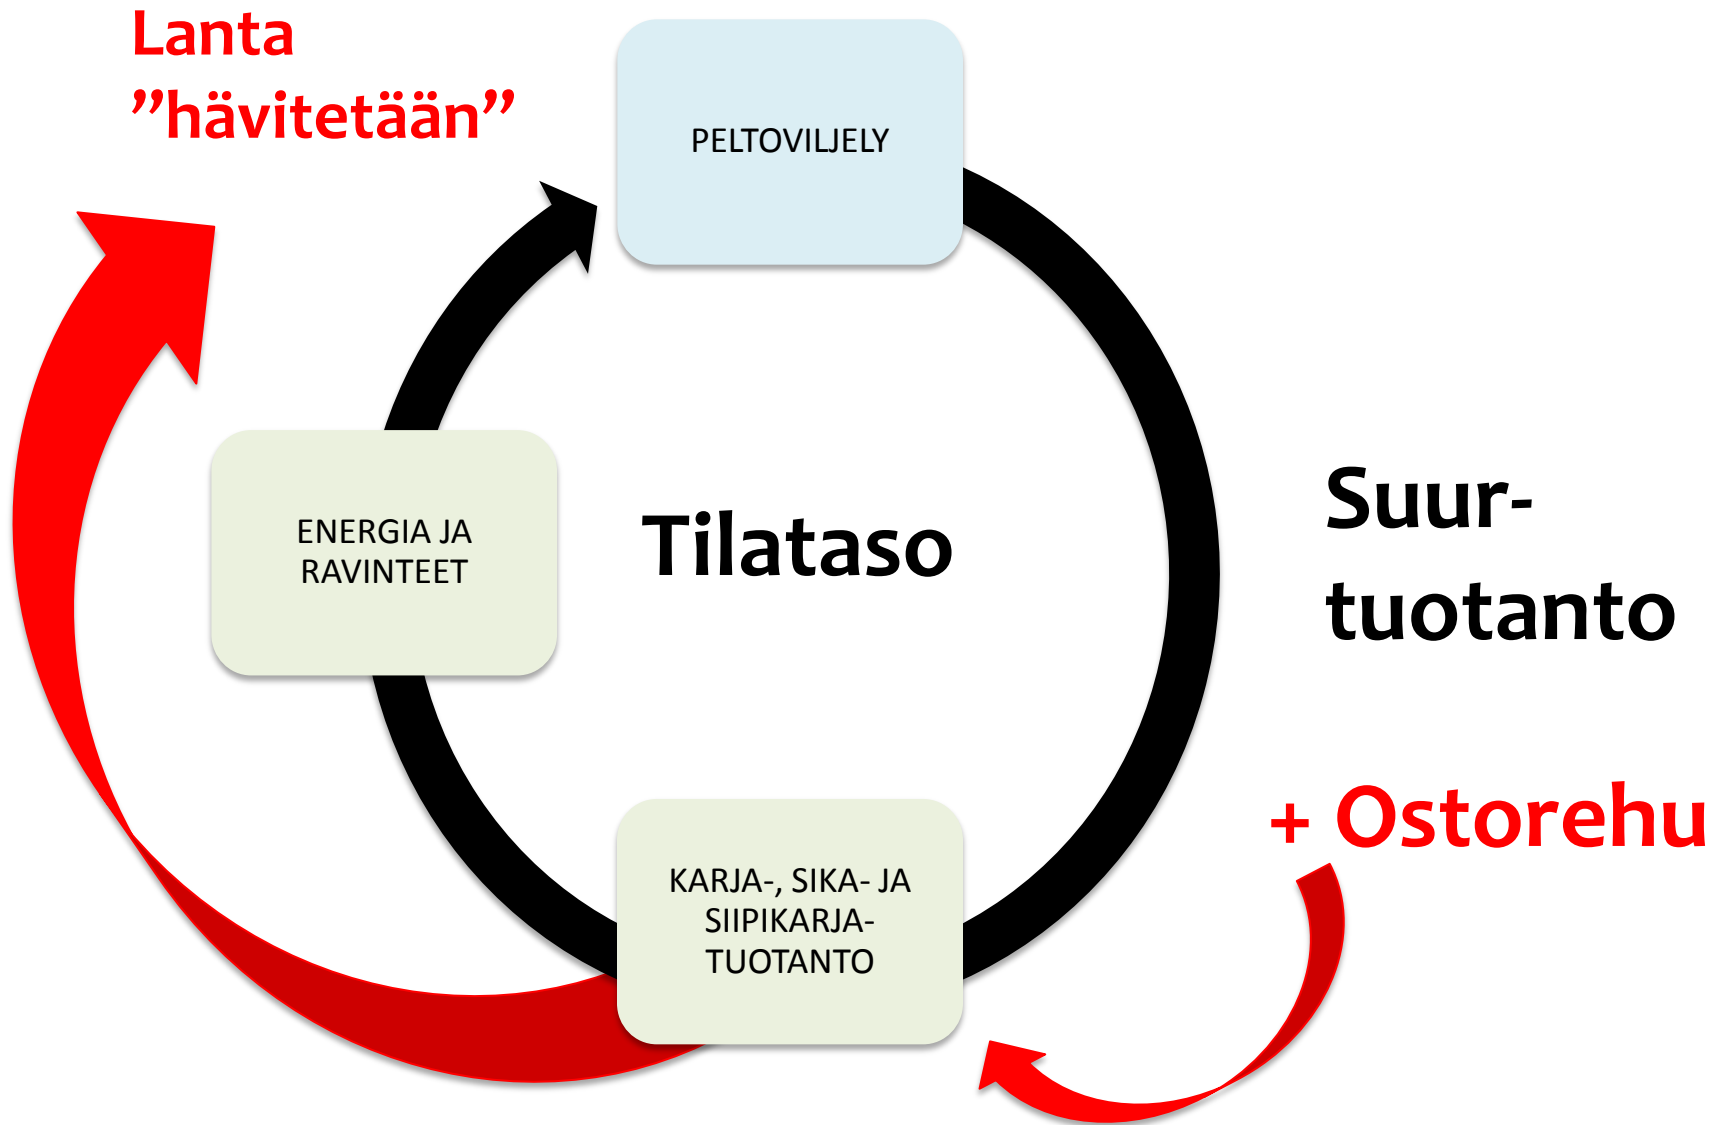 Lanta
”hävitetään”
PELTOVILJELY
ENERGIA JA
RAVINTEET
Tilataso
Suur-
tuotanto
+ Ostorehu
KARJA-, SIKA- JA
SIIPIKARJA-
TUOTANTO